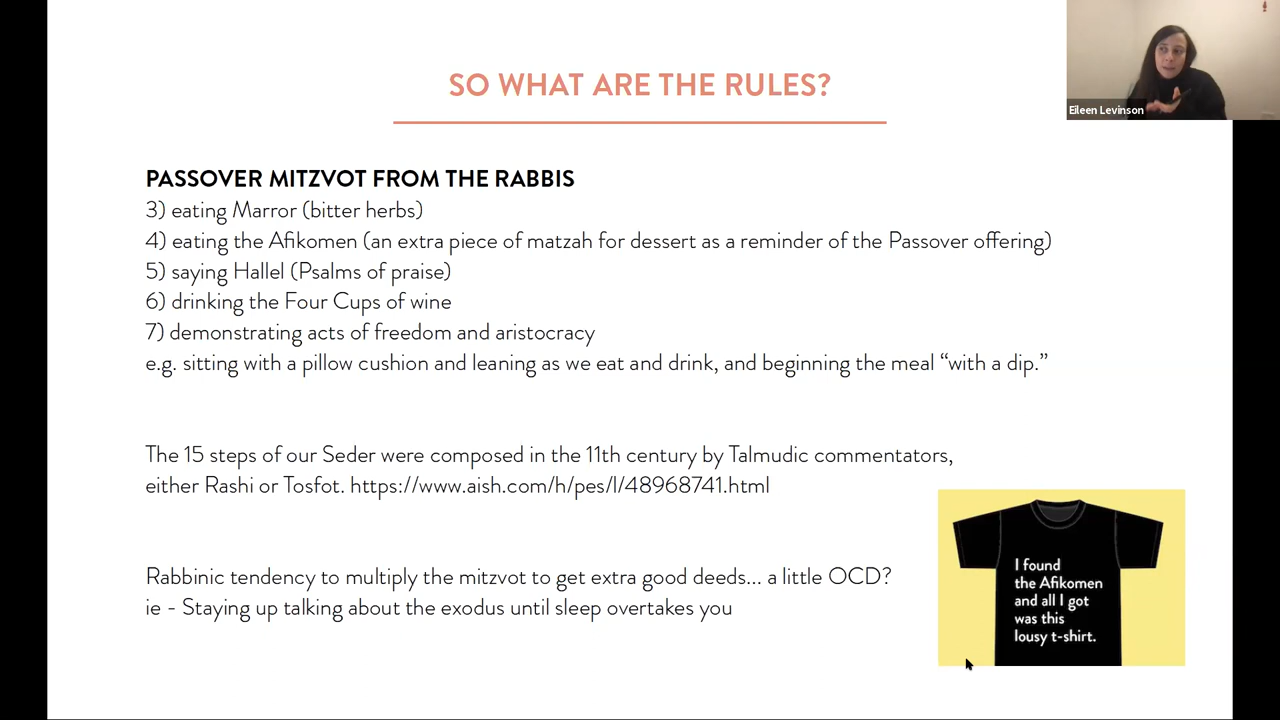 SO WHAT ARE THE RULES?
Eileen Levinson
PASSOVER MITZVOT FROM THE RABBIS
3) eating Marror (bitter herbs)
4) eating the Afikomen (an extra piece of matzah for dessert as a reminder of the Passover offering)
5) saying Hallel (Psalms of praise)
6) drinking the Four Cups of wine
7) demonstrating acts of freedom and aristocracy
e.g. sitting with a pillow cushion and leaning as we eat and drink, and beginning the meal “with a dip.”
The 15 steps of our Seder were composed in the 11th century by Talmudic commentators,
either Rashi or Tosfot. https://www.aish.com/h/pes/l/48968741.html
Rabbinic tendency to multiply the mitzvot to get extra good deeds... a little OCD?
ie - Staying up talking about the exodus until sleep overtakes you
I found
the Afikomen
and all I got
was this
lousy t-shirt.